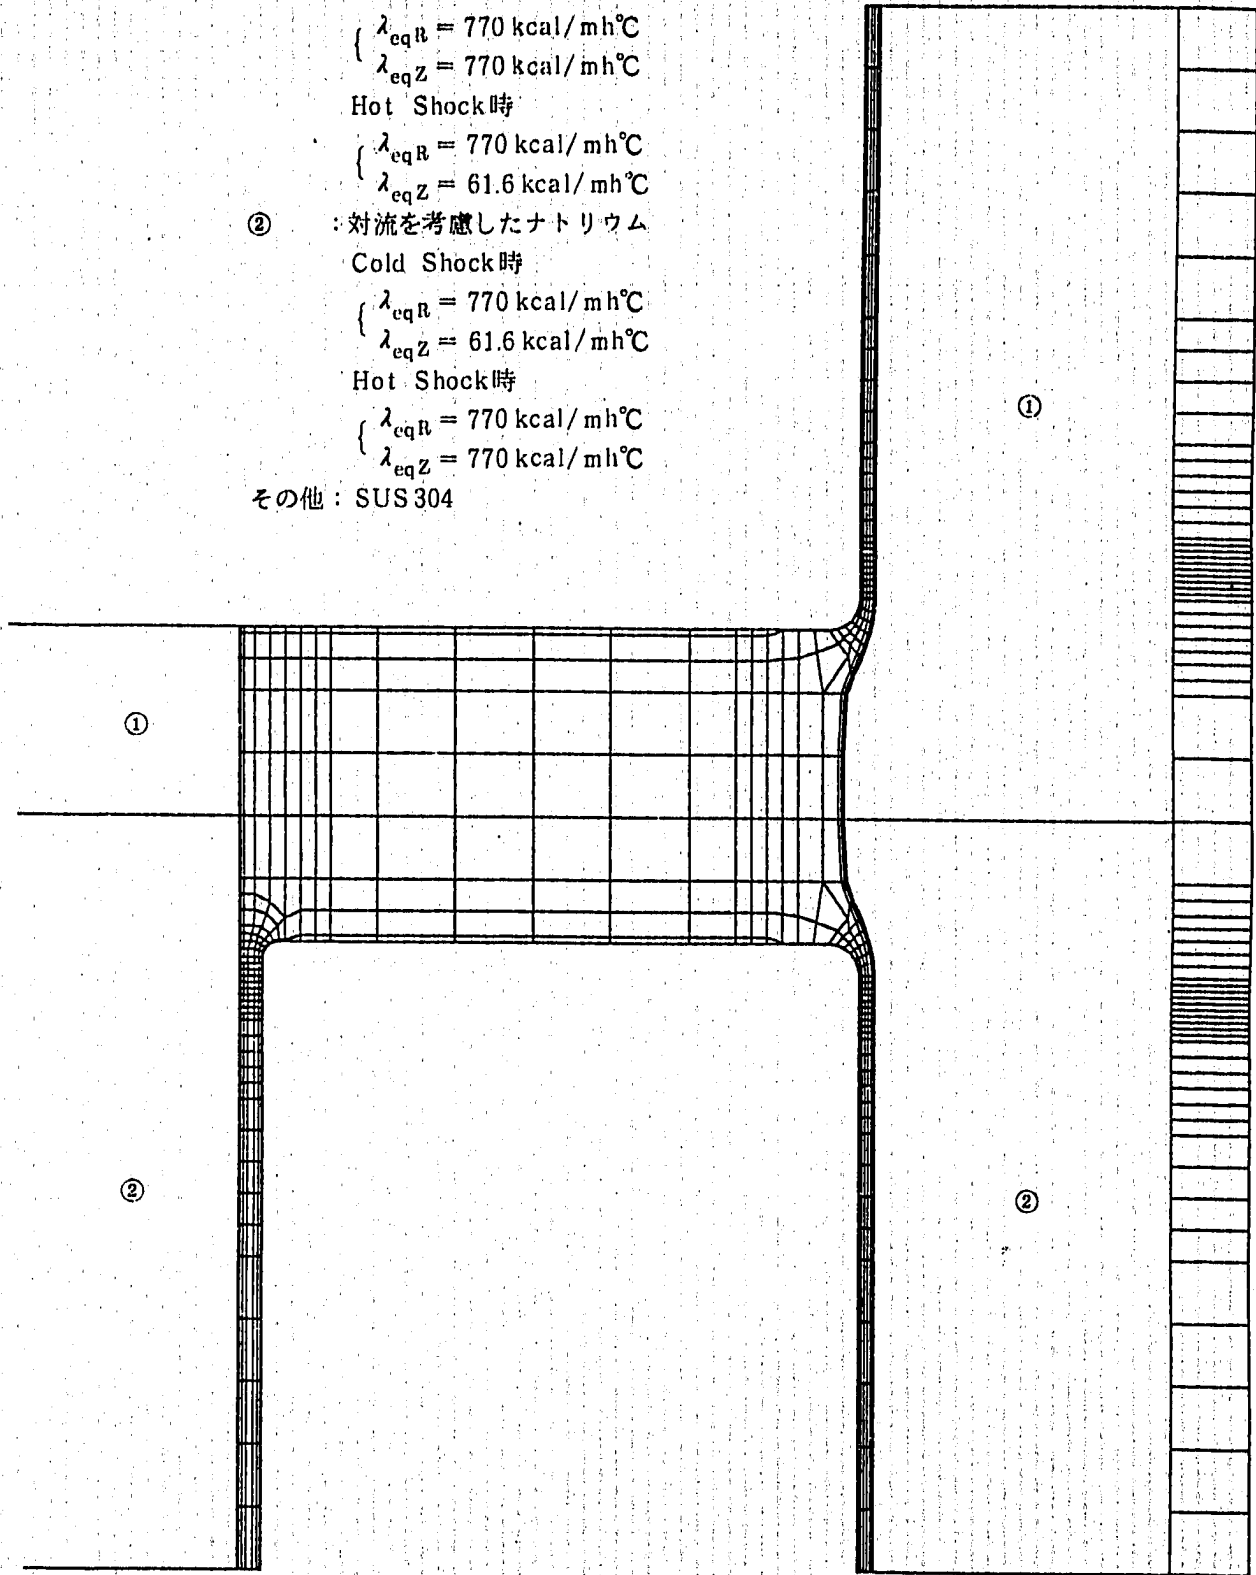 { λeqR = 770 kcal/mh℃
λeqZ = 770 kcal/mh℃
Hot Shock時
{ λeqR = 770 kcal/mh℃
λeqZ = 61.6 kcal/mh℃
② :対流を考慮したナトリウム
Cold Shock時
{ λeqR = 770 kcal/mh℃
λeqZ = 61.6 kcal/mh℃
Hot Shock時
{ λeqR = 770 kcal/mh℃
λeqZ = 770 kcal/mh℃
その他:SUS304
①
①
②
②